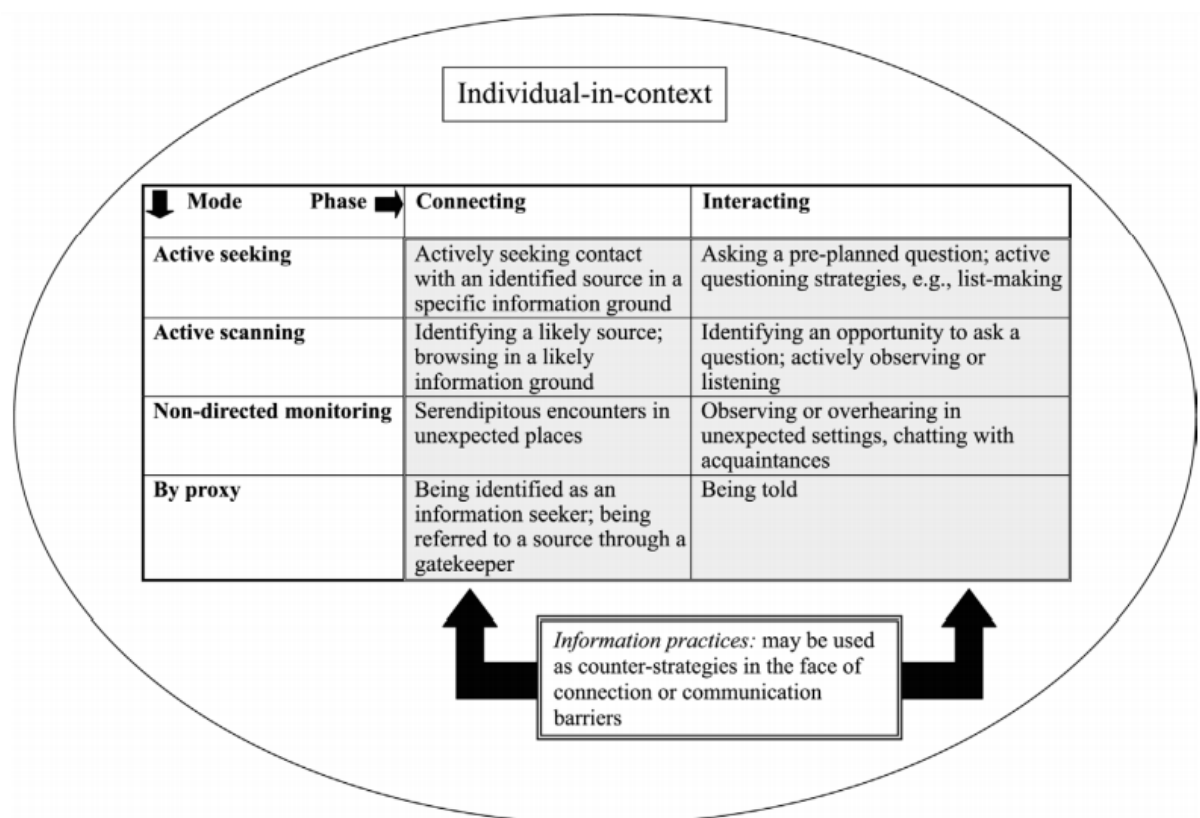 Individual-in-context
Mode Phase Connecting Interacting
Active seeking
Actively seeking contact
with an identified source in a
specific information ground
Asking a pre-planned question; active
questioning strategies, e.g., list-making
Active scanning
Identifying a likely source;
browsing in a likely
information ground
Identifying an opportunity to ask a
question; actively observing or
listening
Non-directed monitoring
Serendipitous encounters in
unexpected places
Observing or overhearing in
unexpected settings, chatting with
acquaintances
By proxy
Being identified as an
information seeker; being
referred to a source through a
gatekeeper
Being told
Information practices: may be used
as counter-strategies in the face of
connection or communication
barriers